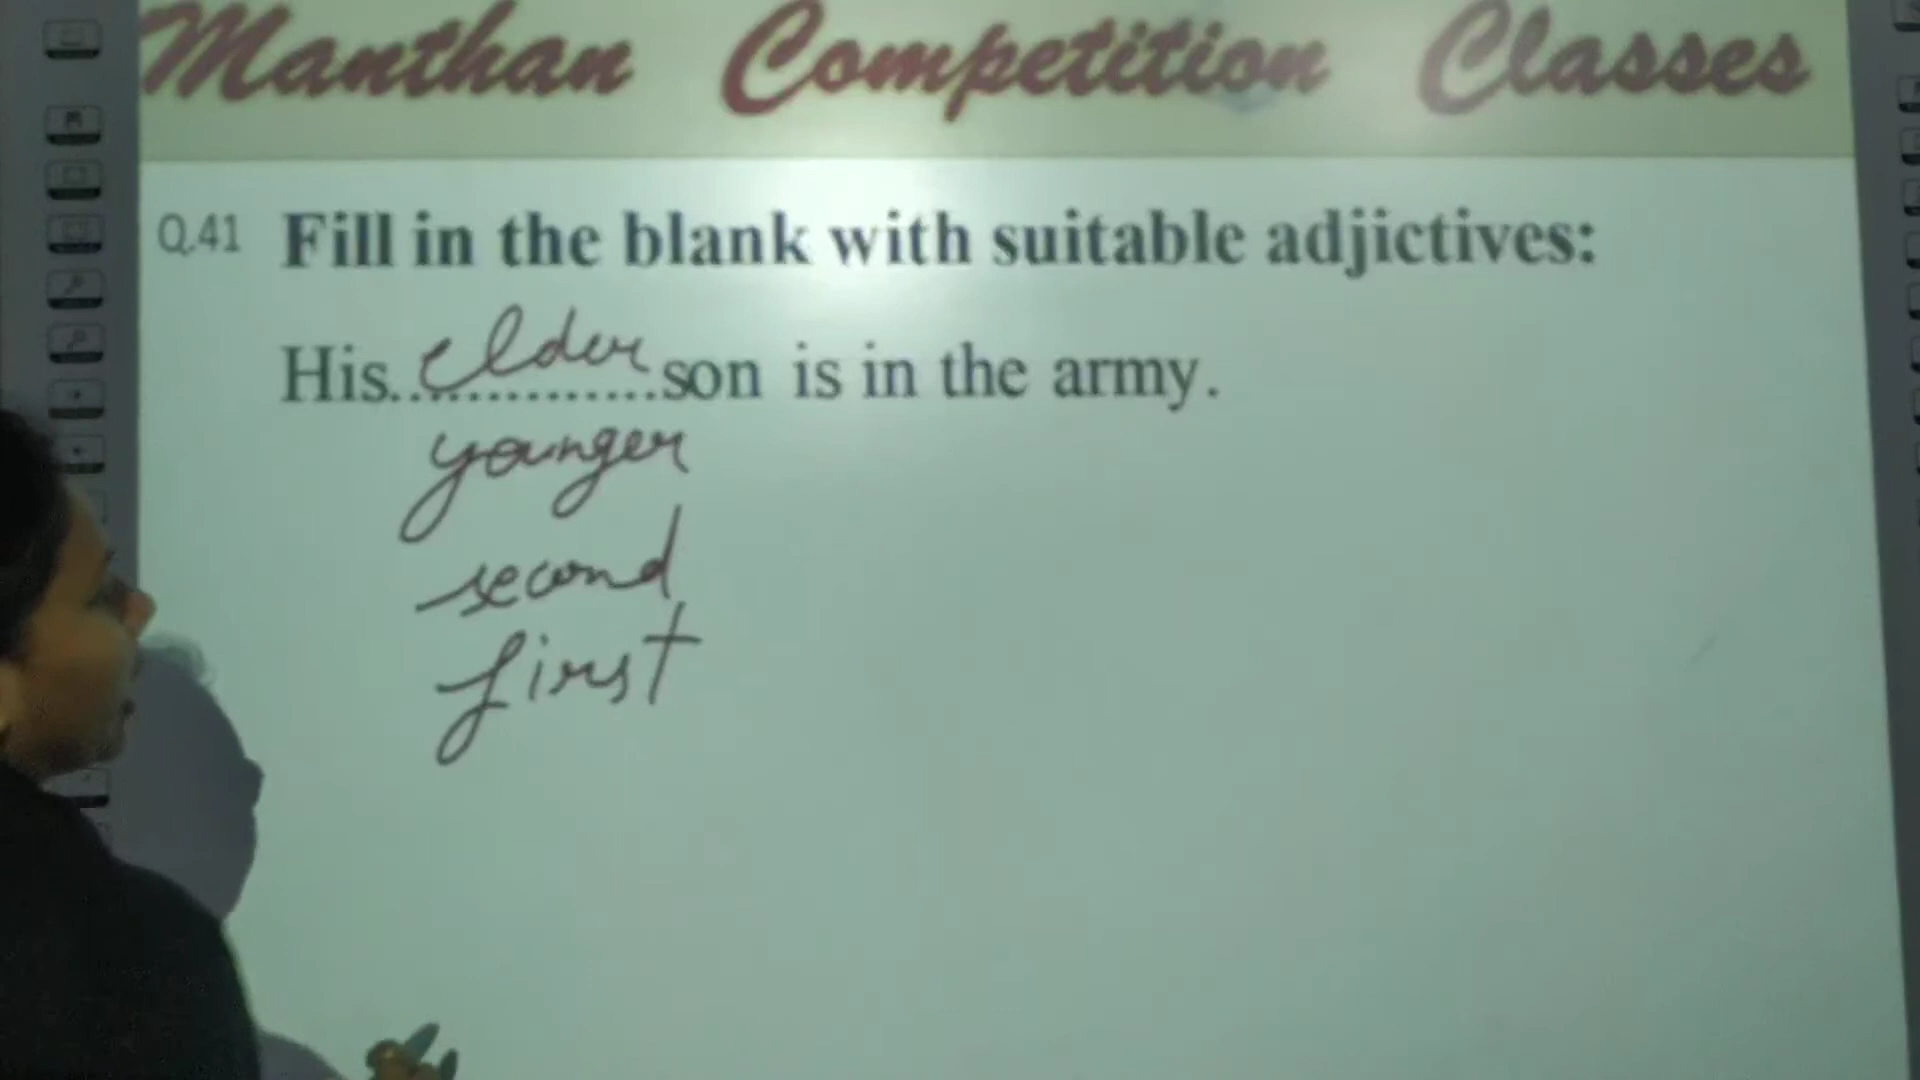 Manthan Competition Classes
Q.41 Fill in the blank with suitable adjictives:
His..elder..............son is in the army.
younger
second
first